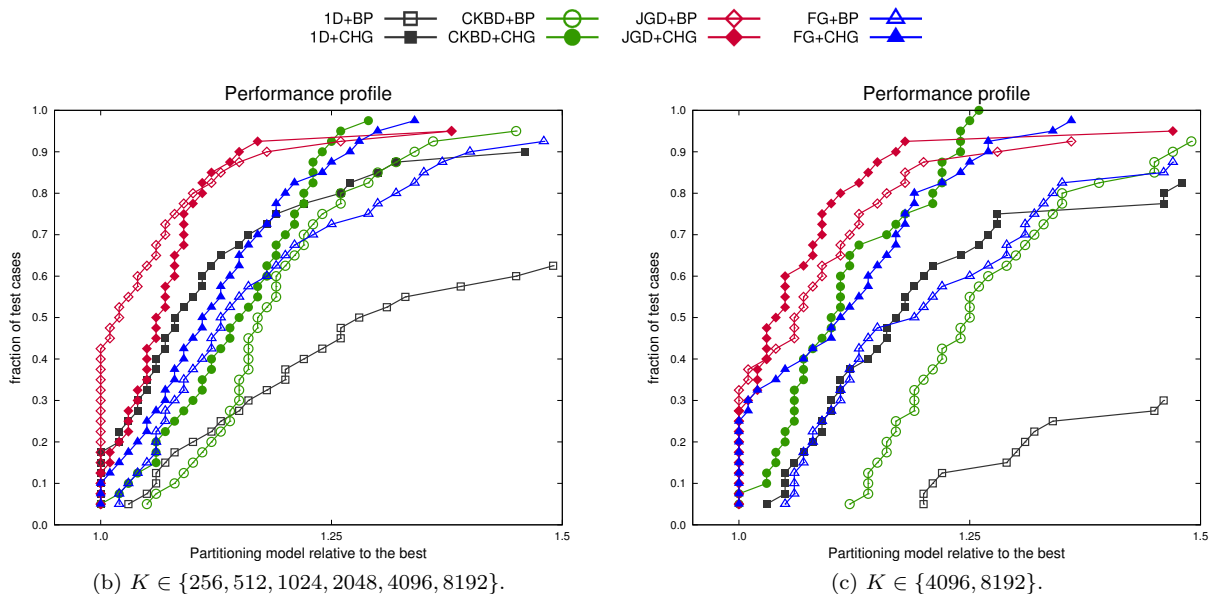 1D+BP CKBD+BP JGD+BP FG+BP
1D+CHG CKBD+CHG JGD+CHG FG+CHG
Performance profile
1.0
0.9
0.8
0.7
0.6
0.5
0.4
0.3
0.2
0.1
0.0
fraction of test cases
1.0 1.25 1.5
Partitioning model relative to the best
(b) K ∈ {256, 512, 1024, 2048, 4096, 8192}.
Performance profile
1.0
0.9
0.8
0.7
0.6
0.5
0.4
0.3
0.2
0.1
0.0
fraction of test cases
1.0 1.25 1.5
Partitioning model relative to the best
(c) K ∈ {4096, 8192}.